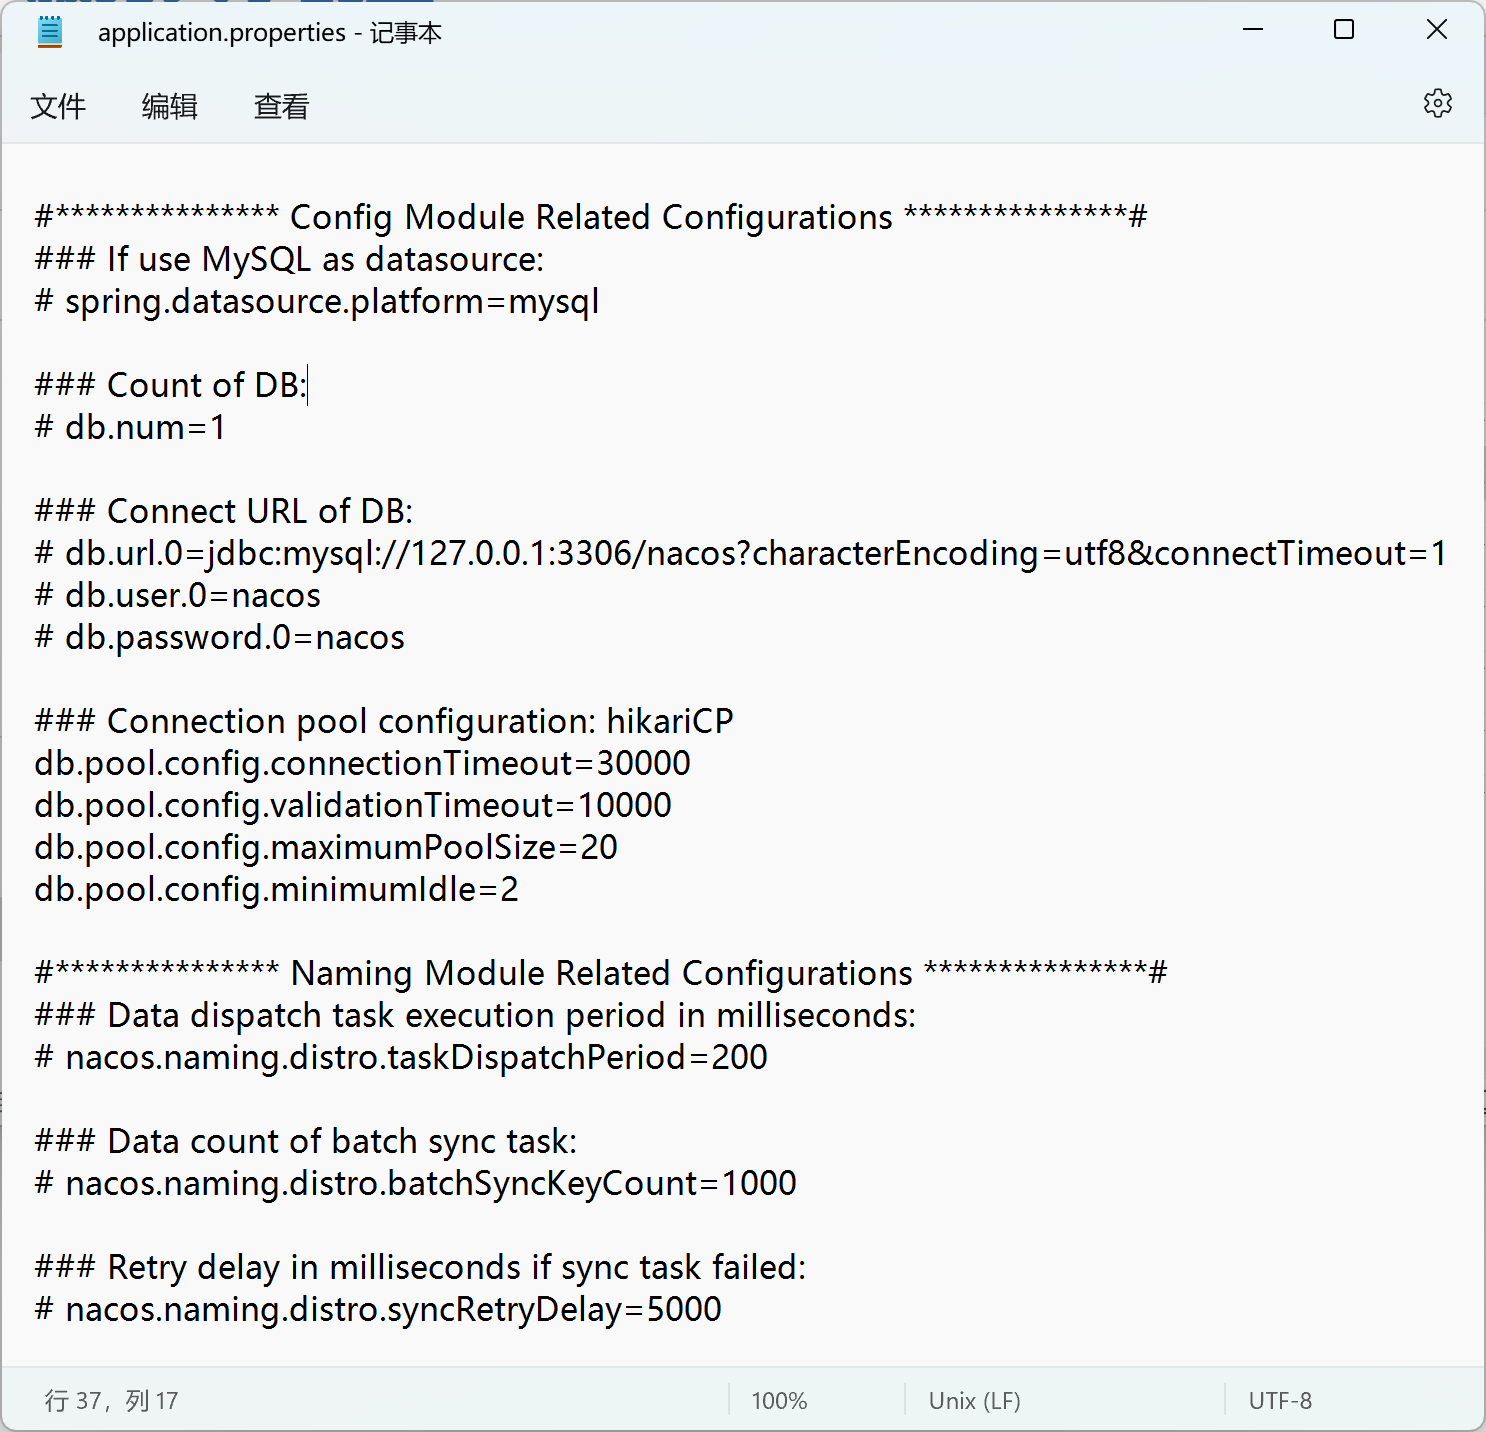 application.properties - 记事本
文件 编辑 查看
#*************** Config Module Related Configurations ***************#
### If use MySQL as datasource:
# spring.datasource.platform=mysql
### Count of DB:
# db.num=1
### Connect URL of DB:
# db.url.0=jdbc:mysql://127.0.0.1:3306/nacos?characterEncoding=utf8&connectTimeout=1
# db.user.0=nacos
# db.password.0=nacos
### Connection pool configuration: hikariCP
db.pool.config.connectionTimeout=30000
db.pool.config.validationTimeout=10000
db.pool.config.maximumPoolSize=20
db.pool.config.minimumIdle=2
#*************** Naming Module Related Configurations ***************#
### Data dispatch task execution period in milliseconds:
# nacos.naming.distro.taskDispatchPeriod=200
### Data count of batch sync task:
# nacos.naming.distro.batchSyncKeyCount=1000
### Retry delay in milliseconds if sync task failed:
# nacos.naming.distro.syncRetryDelay=5000
行 37，列 17 100% Unix (LF) UTF-8